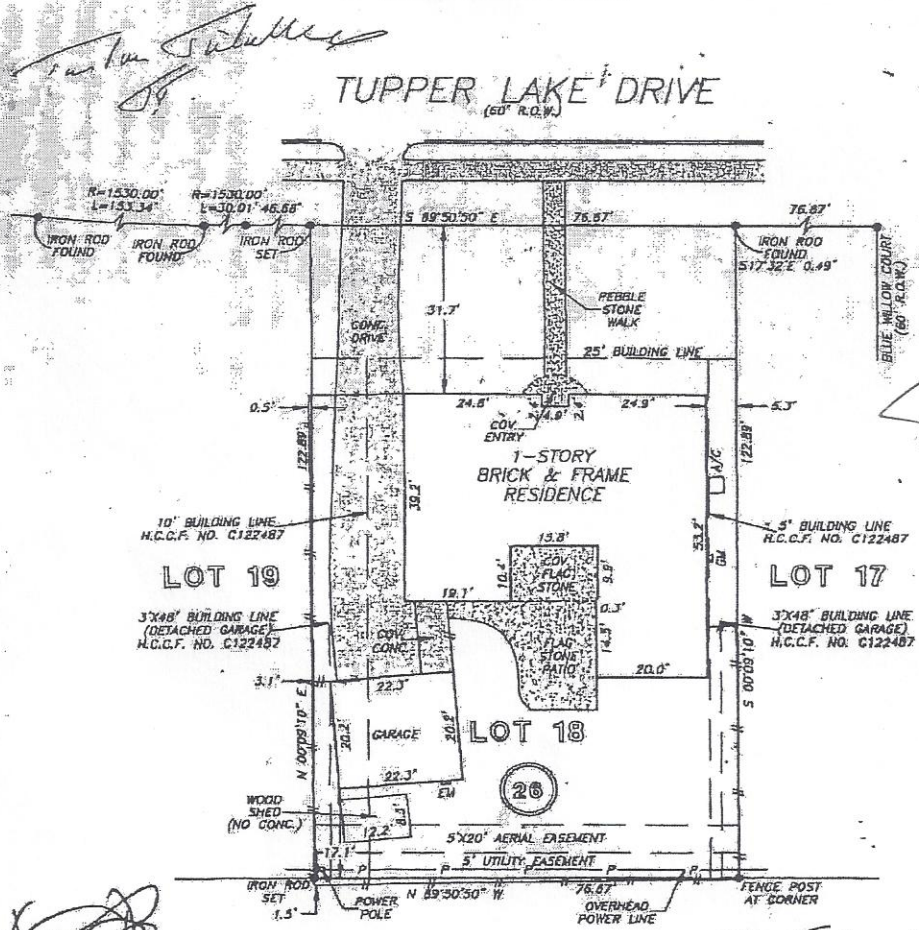 TUPPER LAKE DRIVE
(60' R.O.W.)
R=1530.00'
L=153.34'
R=1530.00'
L=30.01'
46.68'
S 89°50'50" E
76.67'
76.67'
IRON ROD
FOUND
IRON ROD
FOUND
IRON ROD
SET
IRON ROD
FOUND
S17°32'E 0.49'
BLUE WILLOW COURT
(60' R.O.W.)
CONC.
DRIVE
31.7'
PEBBLE
STONE
WALK
25' BUILDING LINE
0.5'
24.8'
4.9'
2.4'
24.9'
5.3'
COV.
ENTRY
122.89'
122.89'
1-STORY
BRICK & FRAME
RESIDENCE
A/C
39.2'
53.2'
GM
10' BUILDING LINE
H.C.C.F. NO. C122487
5' BUILDING LINE
H.C.C.F. NO. C122487
LOT 19
LOT 17
15.8'
10.4'
COV.
FLAG
STONE
9.9'
19.1'
0.3'
3'X48' BUILDING LINE
(DETACHED GARAGE)
H.C.C.F. NO. C122487
3'X48' BUILDING LINE
(DETACHED GARAGE)
H.C.C.F. NO. C122487
COV.
CONC.
FLAG
STONE
PATIO
14.5'
3.1'
22.3'
20.0'
N 00°09'10" E
S 00°09'10" W
20.2'
GARAGE
20.2'
LOT 18
22.3'
EM
26
WOOD
SHED
(NO CONC.)
8.5'
12.2'
5'X20' AERIAL EASEMENT
17.1'
5' UTILITY EASEMENT
P P P P
IRON ROD
SET
1.5'
POWER
POLE
N 89°50'50" W
76.67'
OVERHEAD
POWER LINE
FENCE POST
AT CORNER